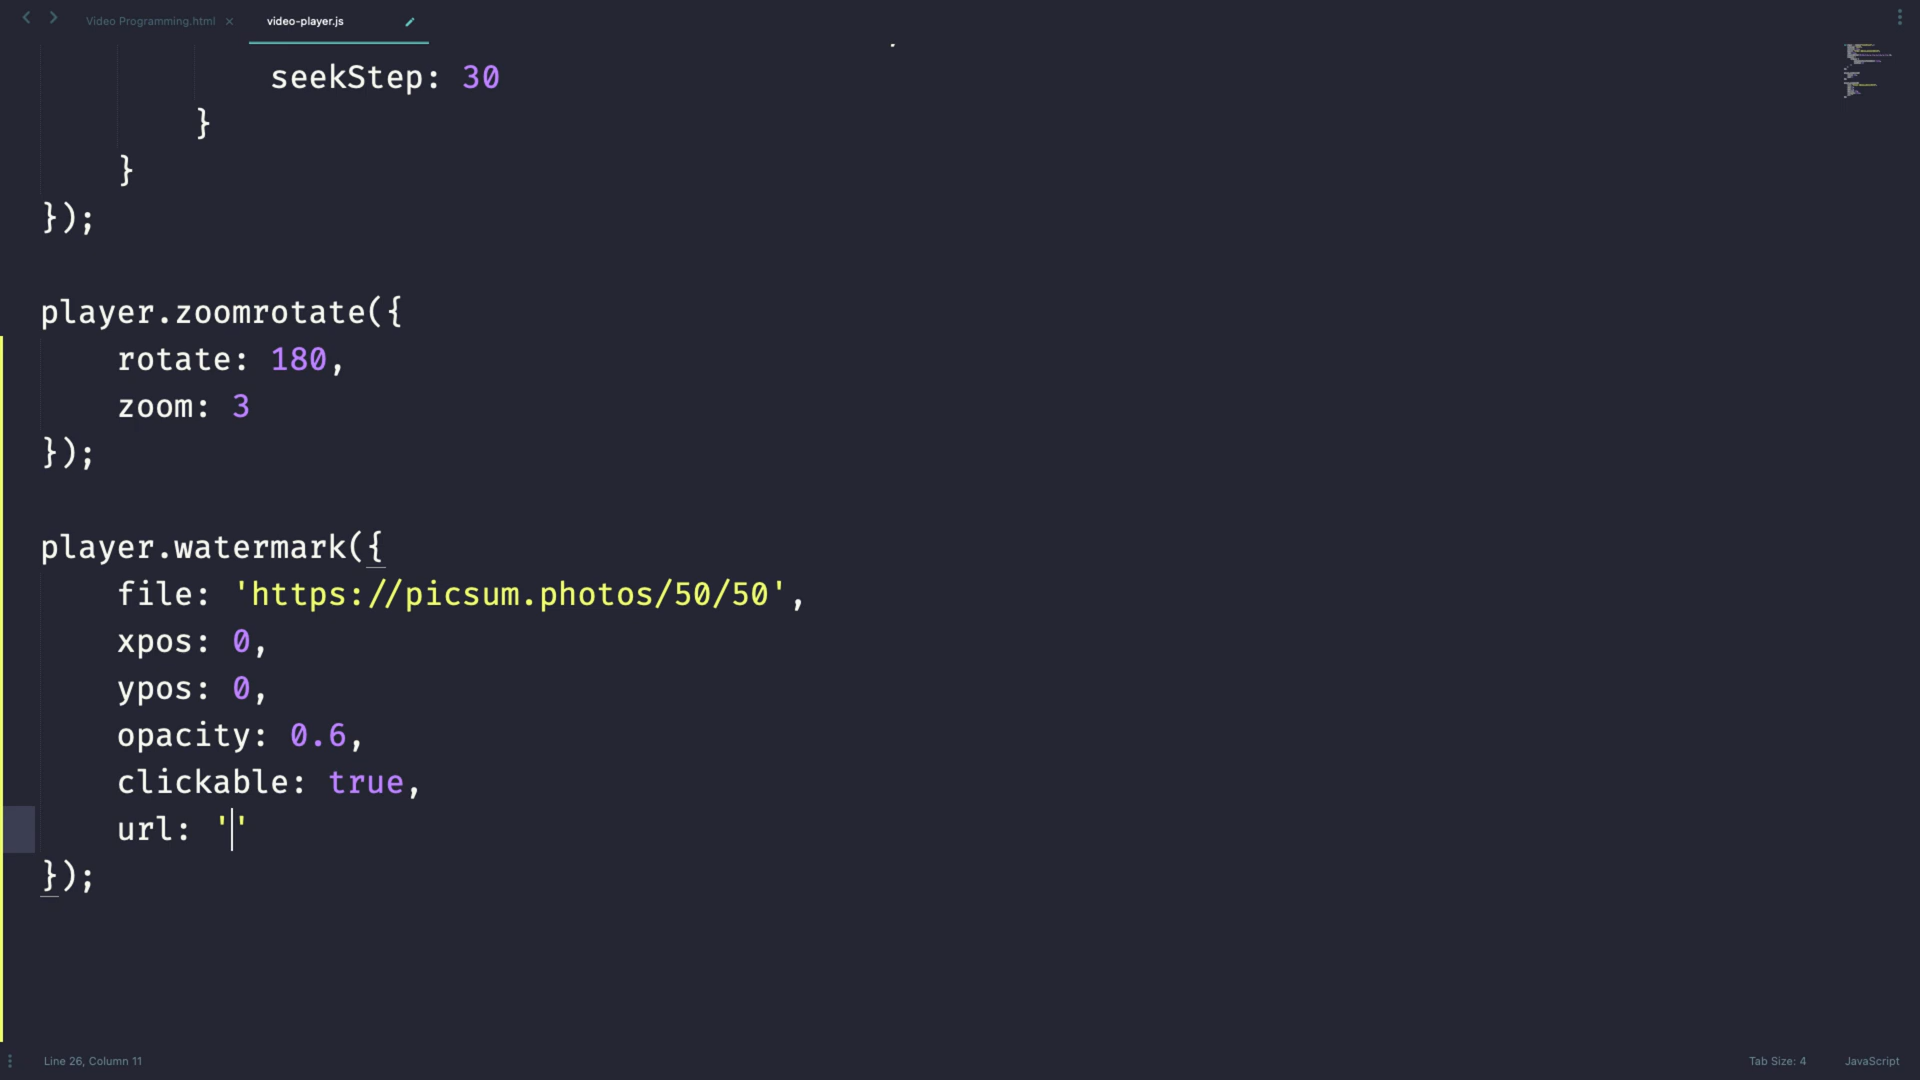 Video Programming.html ×
video-player.js
seekStep: 30
}
}
});
player.zoomrotate({
rotate: 180,
zoom: 3
});
player.watermark({
file: 'https://picsum.photos/50/50',
xpos: 0,
ypos: 0,
opacity: 0.6,
clickable: true,
url: ''
});
Line 26, Column 11
Tab Size: 4
JavaScript